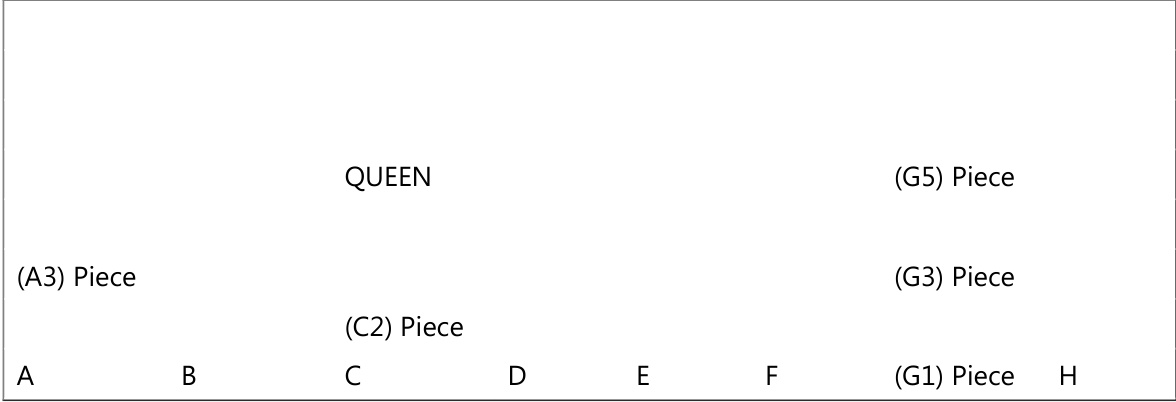 QUEEN (G5) Piece
(A3) Piece (G3) Piece
(C2) Piece
A B C D E F (G1) Piece H